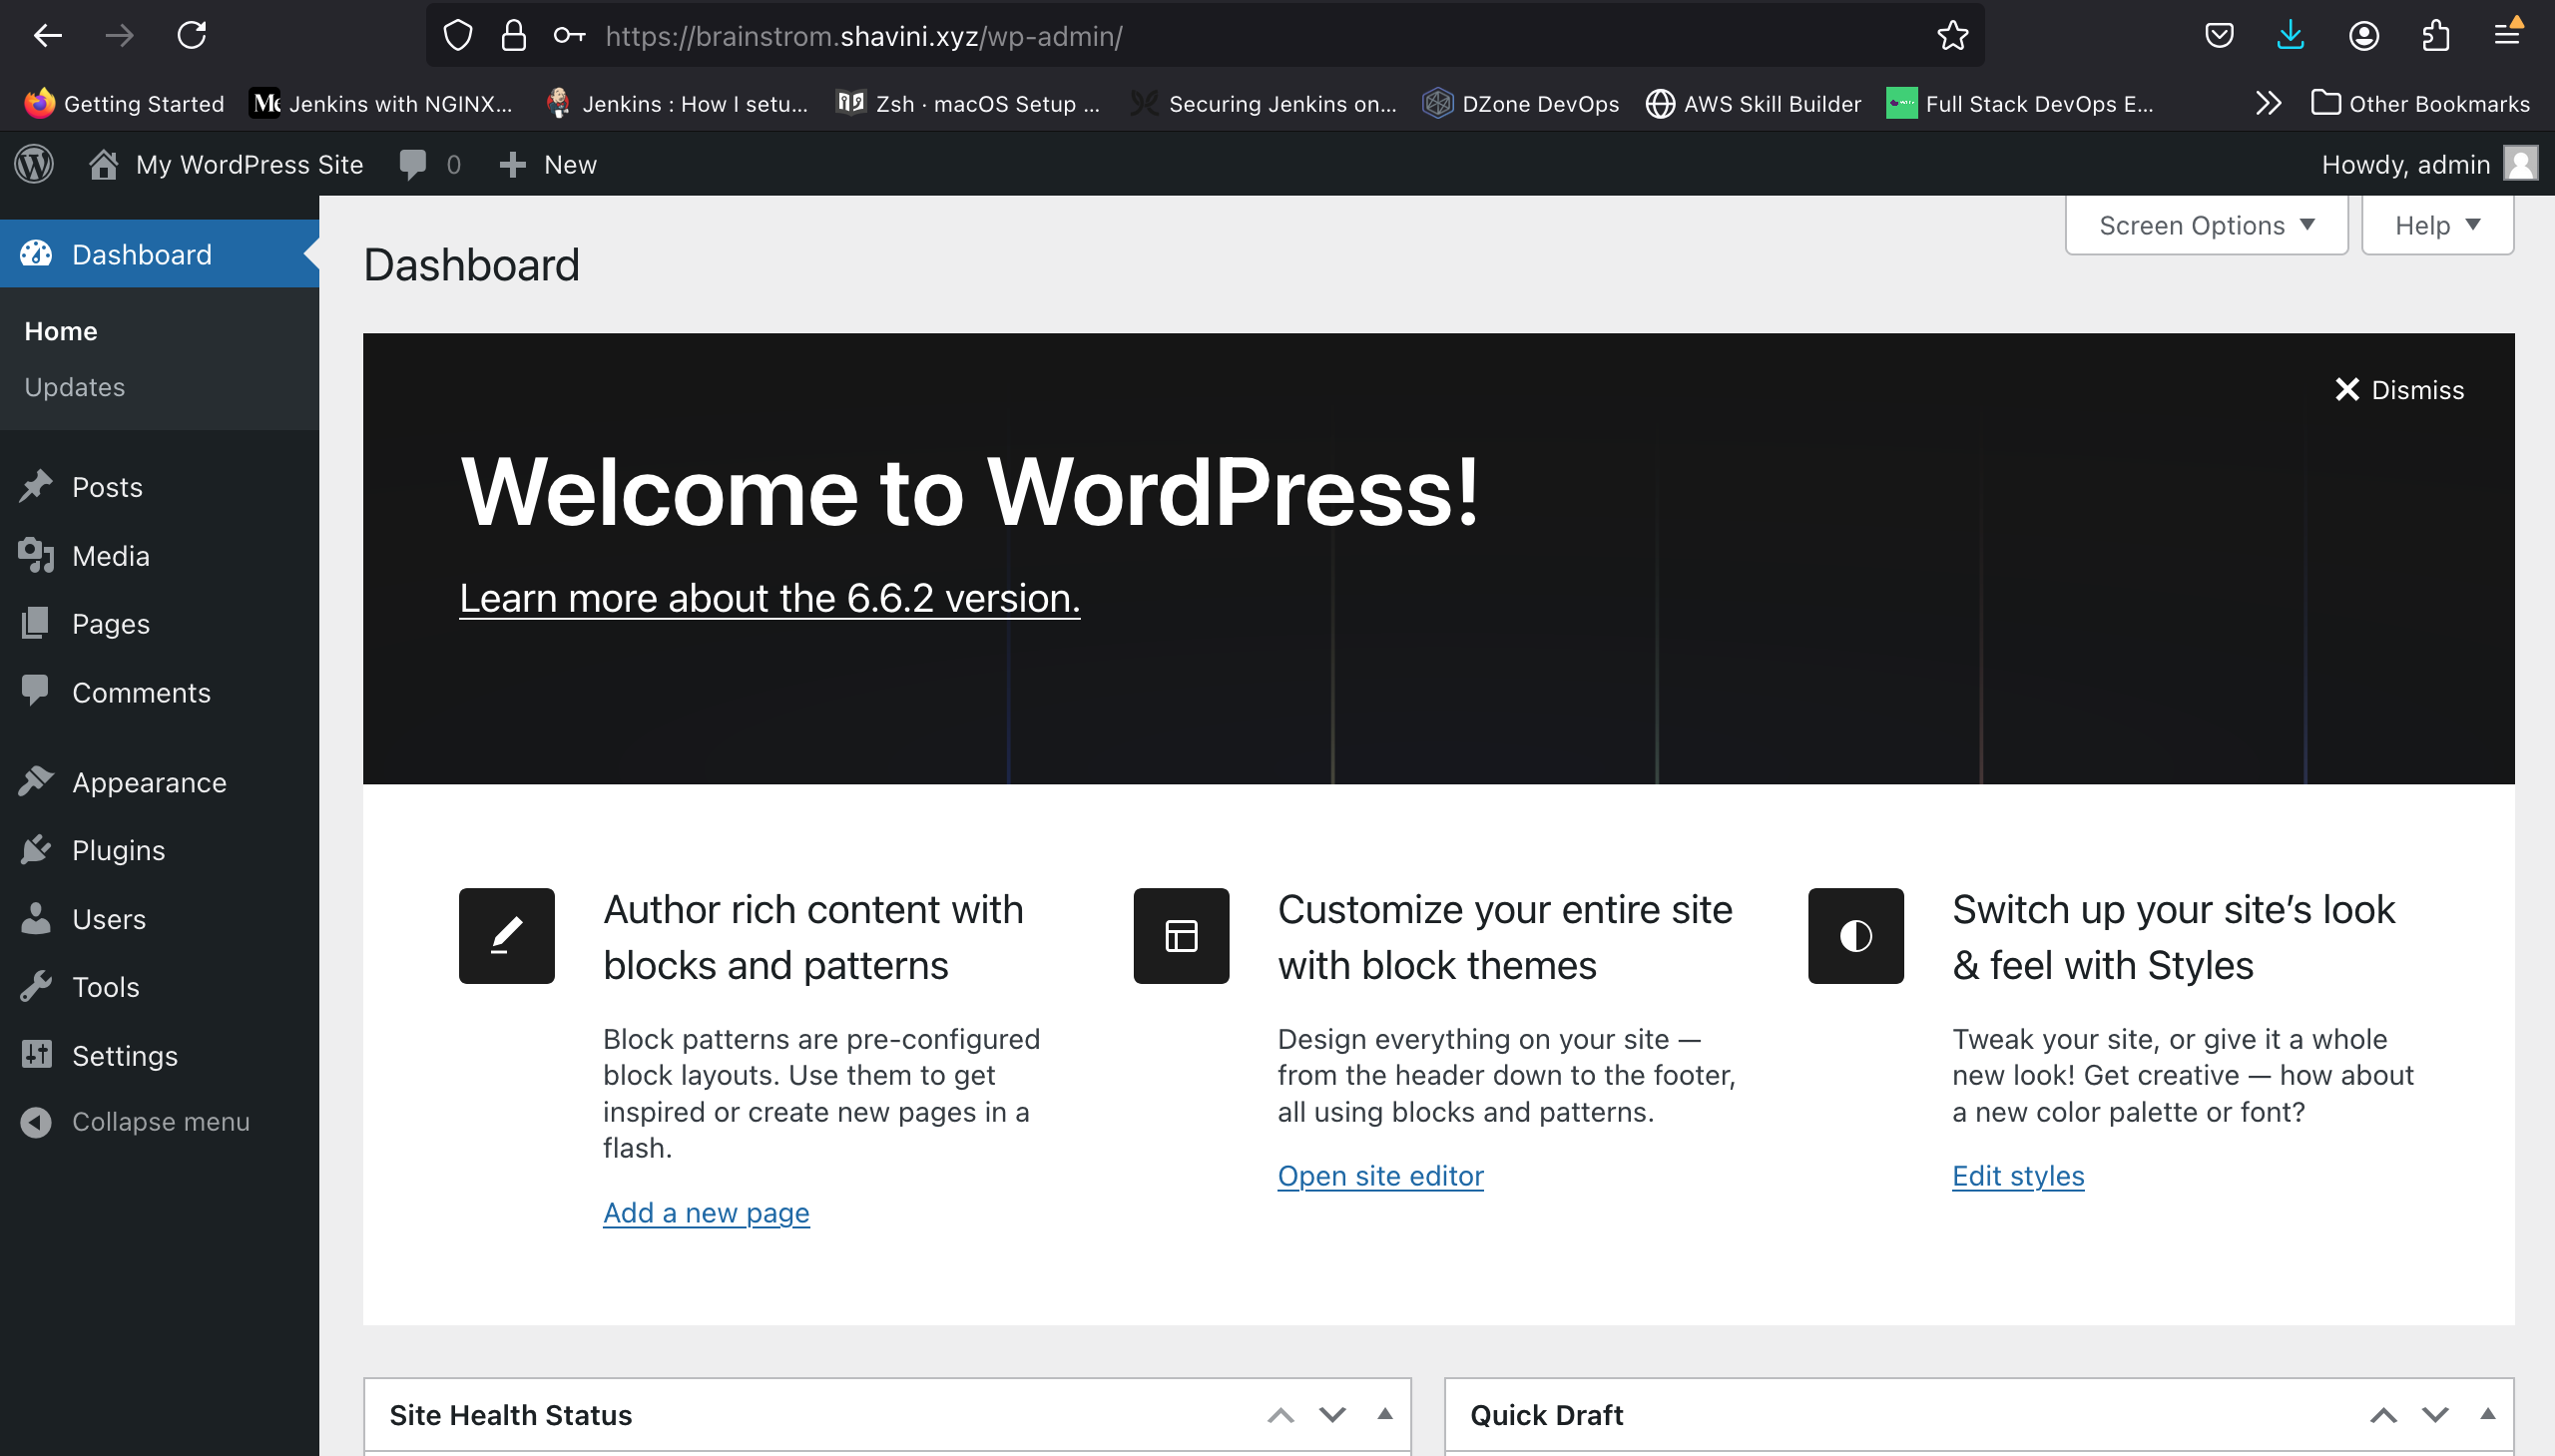 https://brainstrom.shavini.xyz/wp-admin/
Getting Started
Jenkins with NGINX...
Jenkins : How I setu...
Zsh · macOS Setup ...
Securing Jenkins on...
DZone DevOps
AWS Skill Builder
Full Stack DevOps E...
Other Bookmarks
My WordPress Site
0
New
Howdy, admin
Dashboard
Home
Updates
Posts
Media
Pages
Comments
Appearance
Plugins
Users
Tools
Settings
Collapse menu
Screen Options
Help
Dashboard
Dismiss
Welcome to WordPress!
Learn more about the 6.6.2 version.
Author rich content with
blocks and patterns
Block patterns are pre-configured
block layouts. Use them to get
inspired or create new pages in a
flash.
Add a new page
Customize your entire site
with block themes
Design everything on your site —
from the header down to the footer,
all using blocks and patterns.
Open site editor
Switch up your site’s look
& feel with Styles
Tweak your site, or give it a whole
new look! Get creative — how about
a new color palette or font?
Edit styles
Site Health Status
Quick Draft